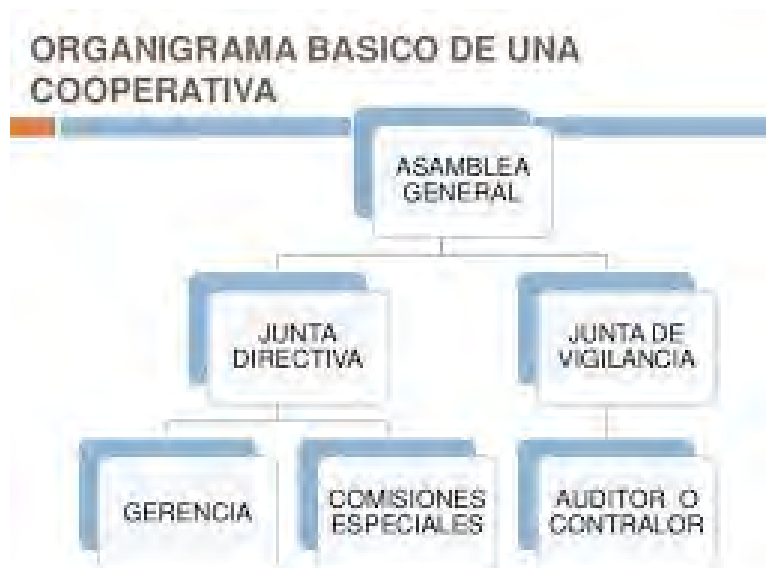 ORGANIGRAMA BASICO DE UNA
COOPERATIVA
ASAMBLEA
GENERAL
JUNTA
DIRECTIVA
JUNTA DE
VIGILANCIA
GERENCIA
COMISIONES
ESPECIALES
AUDITOR O
CONTRALOR